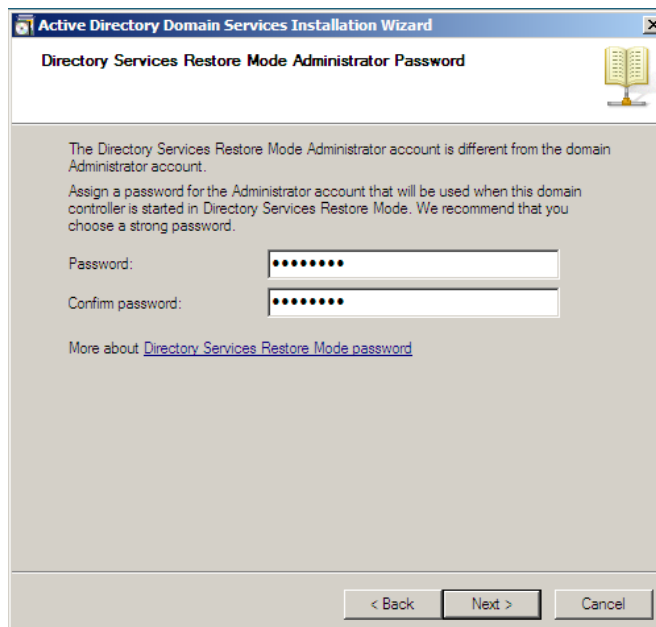 Active Directory Domain Services Installation Wizard
Directory Services Restore Mode Administrator Password
The Directory Services Restore Mode Administrator account is different from the domain
Administrator account.
Assign a password for the Administrator account that will be used when this domain
controller is started in Directory Services Restore Mode. We recommend that you
choose a strong password.
Password: ••••••••
Confirm password: ••••••••
More about Directory Services Restore Mode password
< Back Next > Cancel